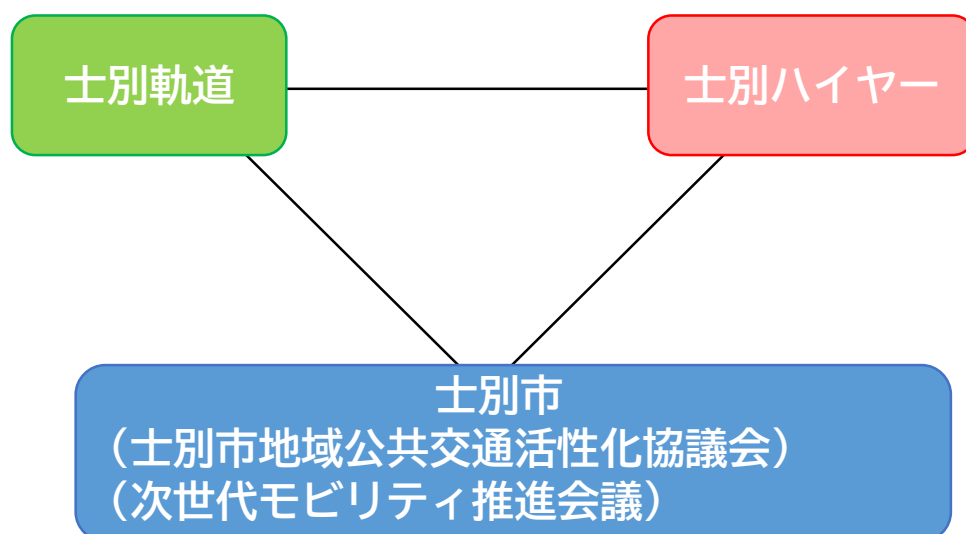 士別軌道
士別ハイヤー
士別市
（士別市地域公共交通活性化協議会）
（次世代モビリティ推進会議）